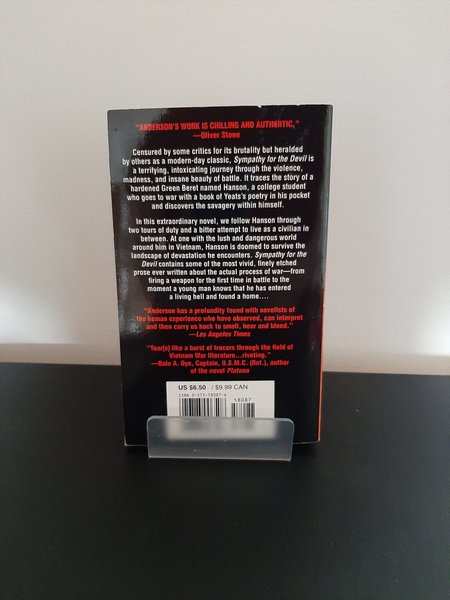 "ANDERSON'S WORK IS CHILLING AND AUTHENTIC,"
—Oliver Stone
Censured by some critics for its brutality but heralded
by others as a modern-day classic, Sympathy for the Devil is
a terrifying, intoxicating journey through the violence,
madness, and insane beauty of battle. It traces the story of a
hardened Green Beret named Hanson, a college student
who goes to war with a book of Yeats's poetry in his pocket
and discovers the savagery within himself.
In this extraordinary novel, we follow Hanson through
two tours of duty and a bitter attempt to live as a civilian in
between. At one with the lush and dangerous world
around him in Vietnam, Hanson is doomed to survive the
landscape of devastation he encounters. Sympathy for the
Devil contains some of the most vivid, finely etched
prose ever written about the actual process of war—from
firing a weapon for the first time in battle to the
moment a young man knows that he has entered
a living hell and found a home....
"Anderson has a profundity found with novelists of
the human experience who have observed, can interpret
and then carry us back to smell, hear and bleed."
—Los Angeles Times
"Tear[s] like a burst of tracers through the field of
Vietnam War literature...riveting."
—Dale A. Dye, Captain, U.S.M.C. (Ret.), author
of the novel Platoon
US $6.50 / $9.99 CAN
ISBN 0-553-58087-X
58087